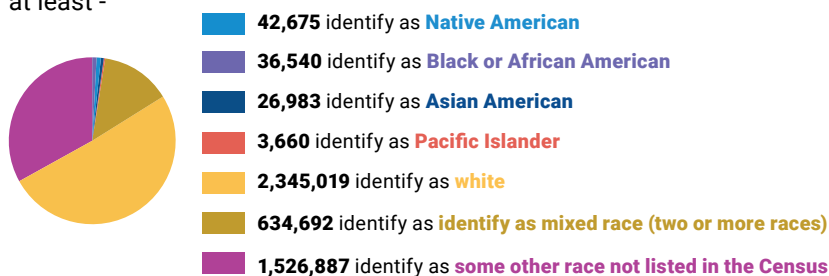 at least -
42,675 identify as Native American
36,540 identify as Black or African American
26,983 identify as Asian American
3,660 identify as Pacific Islander
2,345,019 identify as white
634,692 identify as identify as mixed race (two or more races)
1,526,887 identify as some other race not listed in the Census